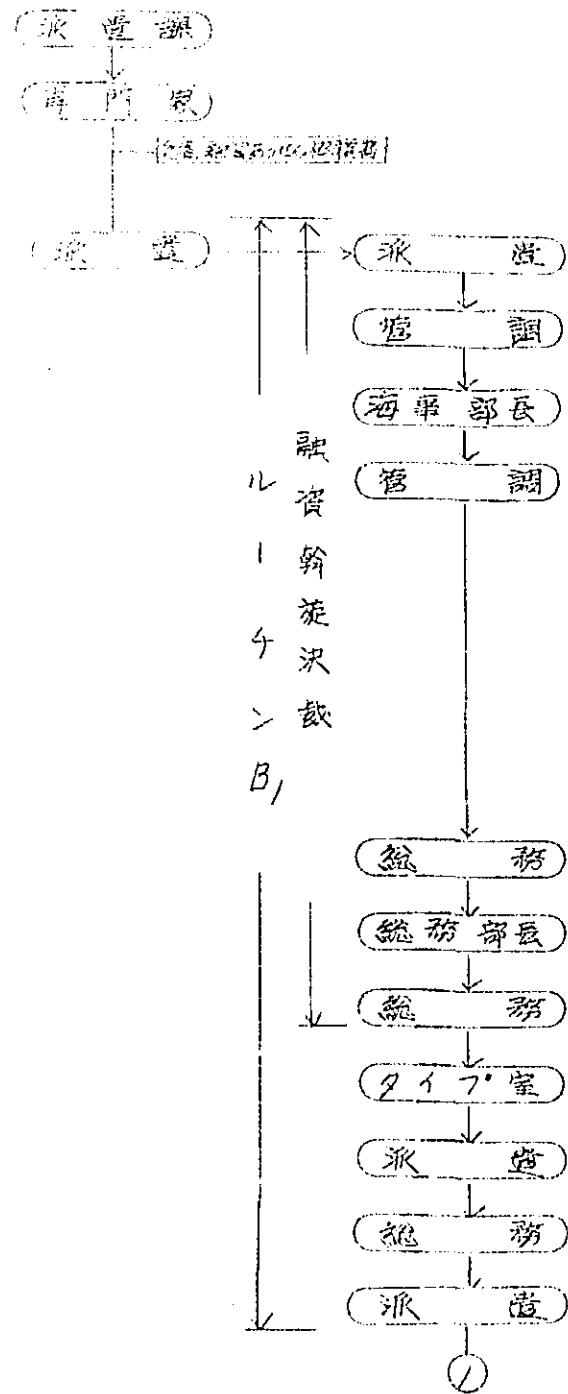 派遣課
専門家
派遣
派遣
管調
海事部長
管調
融資斡旋決裁
ルーチンB1
総務
総務部長
総務
タイプ室
派遣
総務
派遣
1